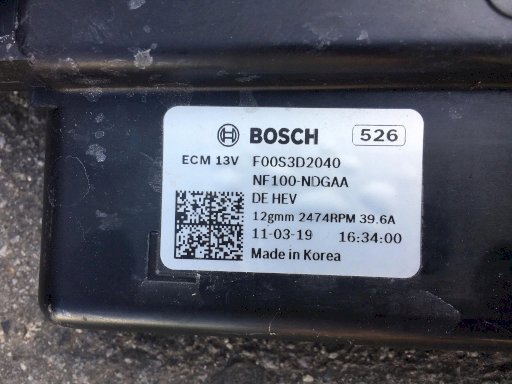 BOSCH 526
ECM 13V F00S3D2040
NF100-NDGAA
DE HEV
12gmm 2474RPM 39.6A
11-03-19 16:34:00
Made in Korea